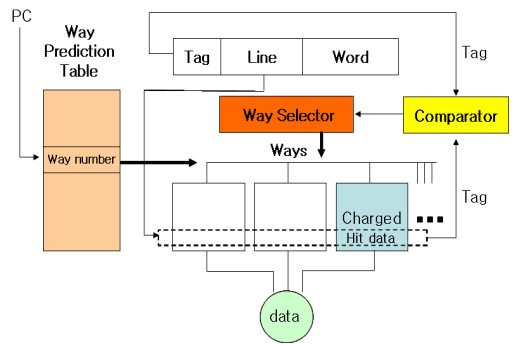 PC
Way
Prediction
Table
Tag Line Word
Tag
Way Selector
Comparator
Way number
Ways
Tag
Charged
Hit data
data